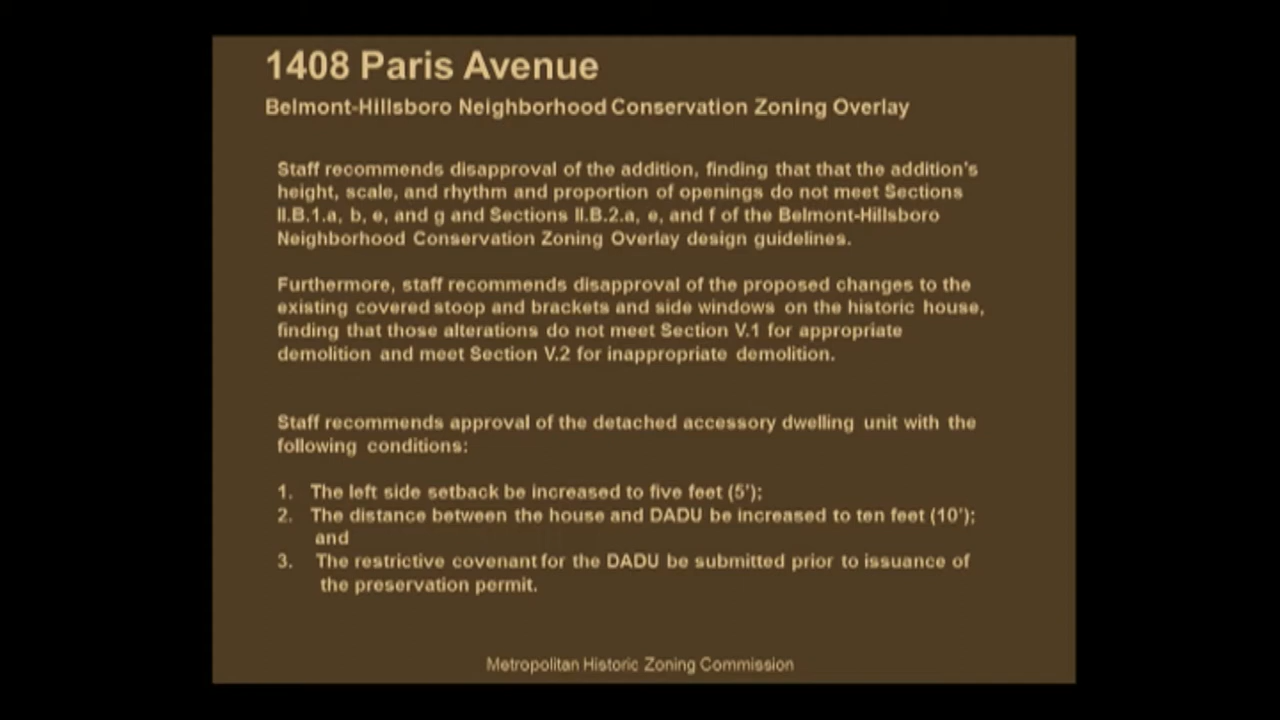 1408 Paris Avenue
Belmont-Hillsboro Neighborhood Conservation Zoning Overlay
Staff recommends disapproval of the addition, finding that that the addition's
height, scale, and rhythm and proportion of openings do not meet Sections
II.B.1.a, b, e, and g and Sections II.B.2.a, e, and f of the Belmont-Hillsboro
Neighborhood Conservation Zoning Overlay design guidelines.
Furthermore, staff recommends disapproval of the proposed changes to the
existing covered stoop and brackets and side windows on the historic house,
finding that those alterations do not meet Section V.1 for appropriate
demolition and meet Section V.2 for inappropriate demolition.
Staff recommends approval of the detached accessory dwelling unit with the
following conditions:
1. The left side setback be increased to five feet (5');
2. The distance between the house and DADU be increased to ten feet (10');
and
3. The restrictive covenant for the DADU be submitted prior to issuance of
the preservation permit.
Metropolitan Historic Zoning Commission